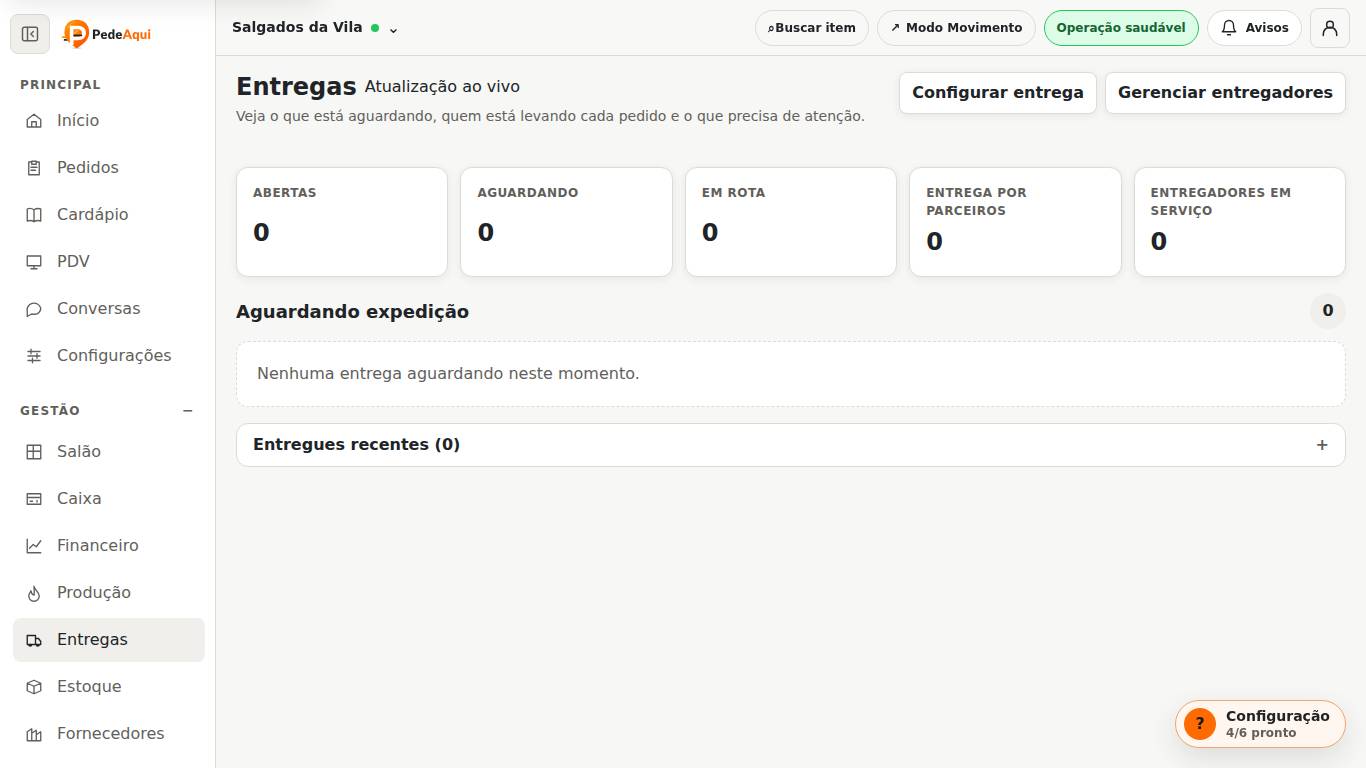 PedeAqui
Salgados da Vila
Buscar item
Modo Movimento
Operação saudável
Avisos
PRINCIPAL
Início
Pedidos
Cardápio
PDV
Conversas
Configurações
GESTÃO
Salão
Caixa
Financeiro
Produção
Entregas
Estoque
Fornecedores
Entregas Atualização ao vivo
Veja o que está aguardando, quem está levando cada pedido e o que precisa de atenção.
Configurar entrega
Gerenciar entregadores
ABERTAS
0
AGUARDANDO
0
EM ROTA
0
ENTREGA POR
PARCEIROS
0
ENTREGADORES EM
SERVIÇO
0
Aguardando expedição
0
Nenhuma entrega aguardando neste momento.
Entregues recentes (0)
+
?
Configuração
4/6 pronto